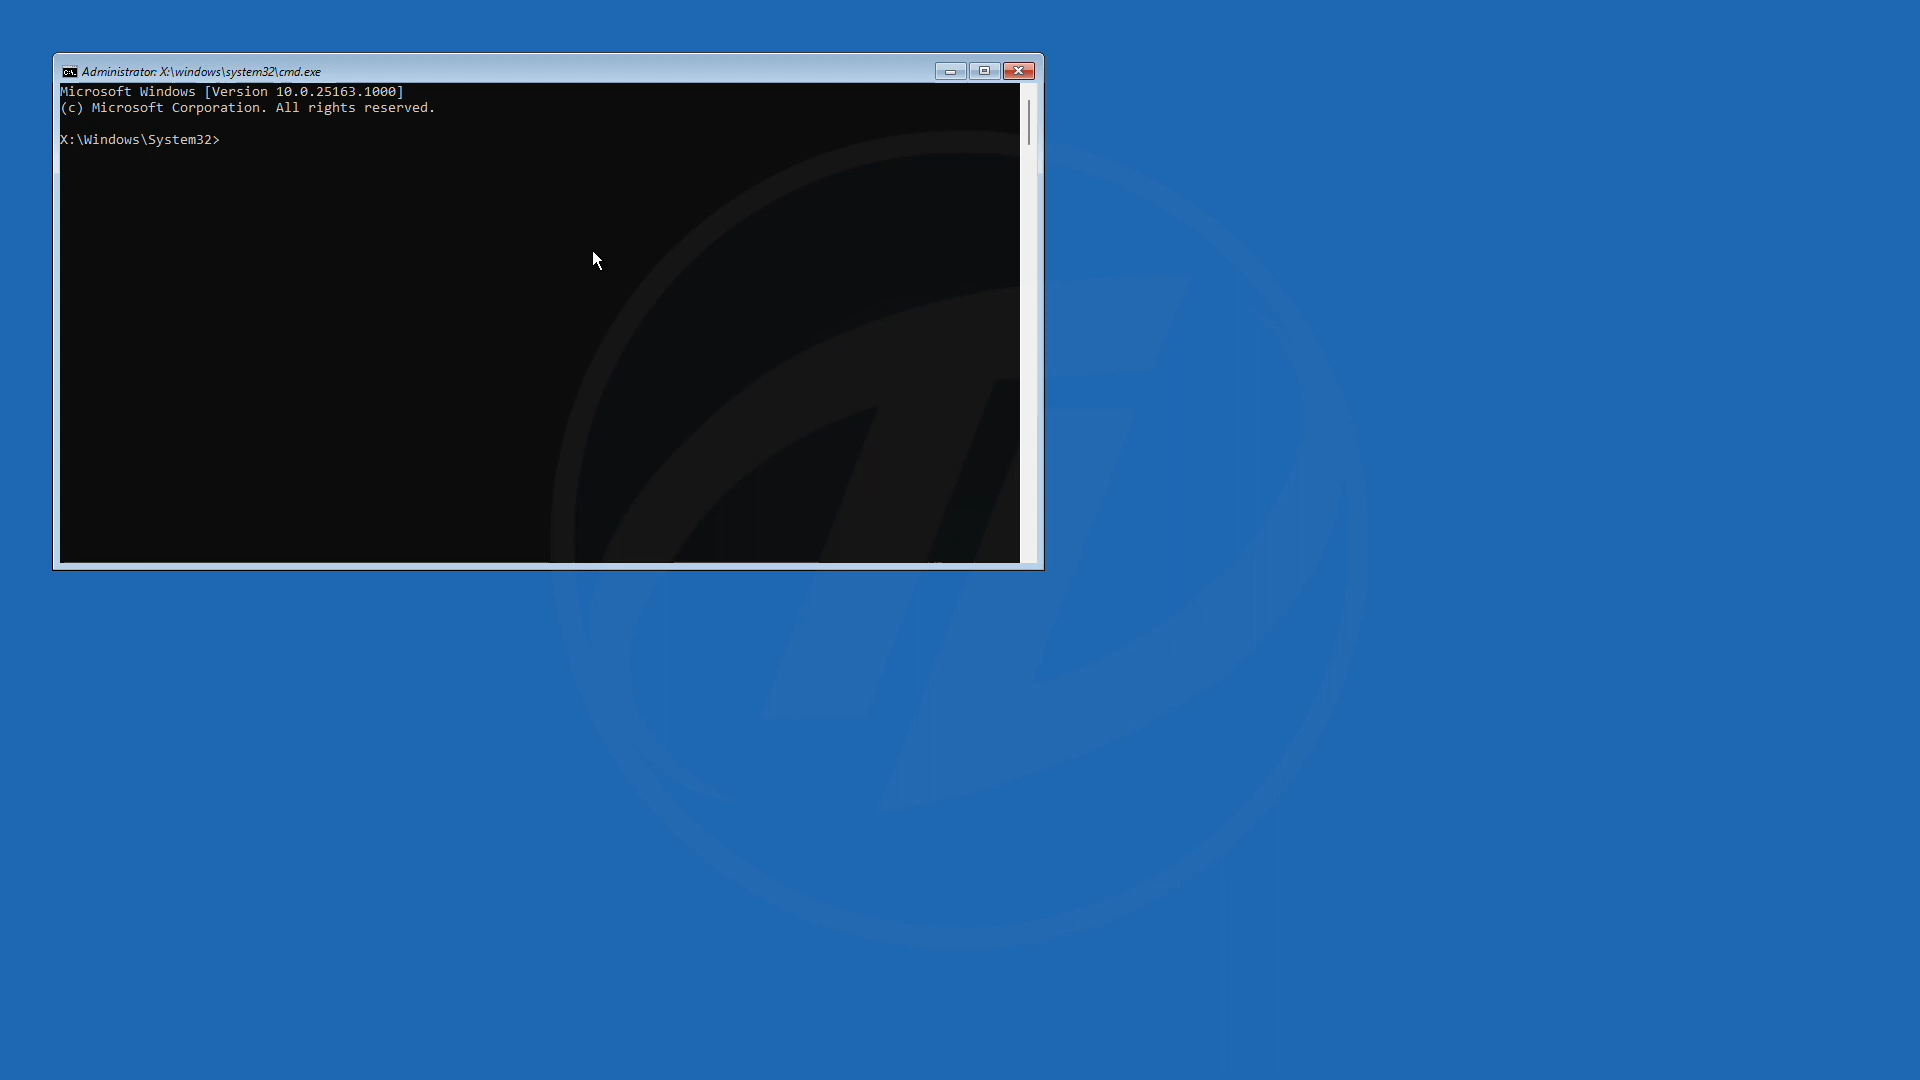 Administrator: X:\windows\system32\cmd.exe
Microsoft Windows [Version 10.0.25163.1000]
(c) Microsoft Corporation. All rights reserved.
X:\Windows\System32>